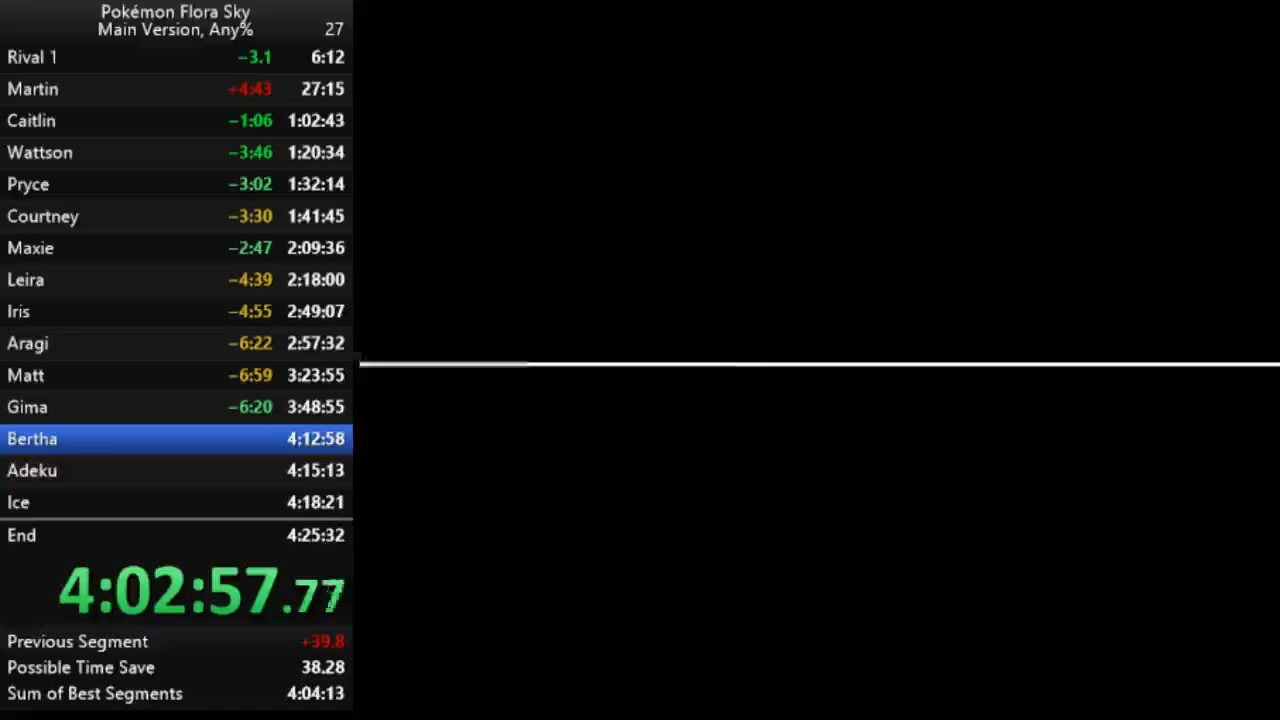 Pokémon Flora Sky
Main Version, Any% 27
Rival 1 −3.1 6:12
Martin +4:43 27:15
Caitlin −1:06 1:02:43
Wattson −3:46 1:20:34
Pryce −3:02 1:32:14
Courtney −3:30 1:41:45
Maxie −2:47 2:09:36
Leira −4:39 2:18:00
Iris −4:55 2:49:07
Aragi −6:22 2:57:32
Matt −6:59 3:23:55
Gima −6:20 3:48:55
Bertha 4:12:58
Adeku 4:15:13
Ice 4:18:21
End 4:25:32
4:02:57.77
Previous Segment +39.8
Possible Time Save 38.28
Sum of Best Segments 4:04:13